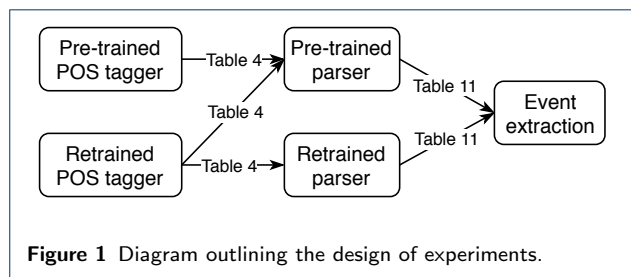 Pre-trained
POS tagger
Table 4
Pre-trained
parser
Table 11
Table 4
Event
extraction
Retrained
POS tagger
Table 4
Retrained
parser
Table 11
Figure 1 Diagram outlining the design of experiments.